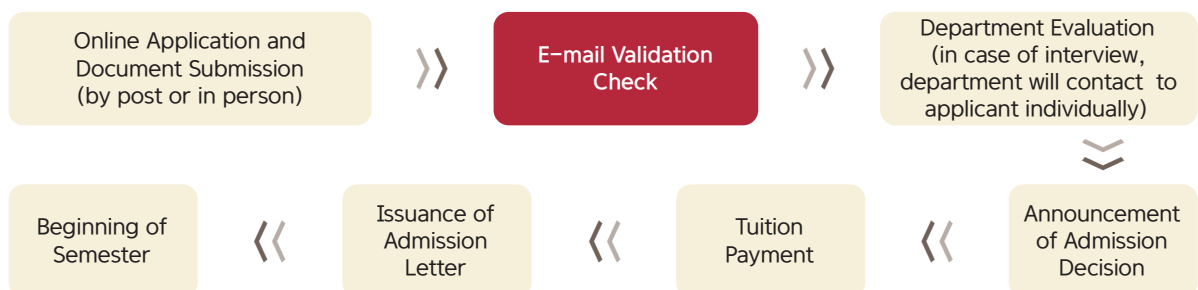 Online Application and
Document Submission
(by post or in person)
E-mail Validation
Check
Department Evaluation
(in case of interview,
department will contact to
applicant individually)
Announcement
of Admission
Decision
Tuition
Payment
Issuance of
Admission
Letter
Beginning of
Semester